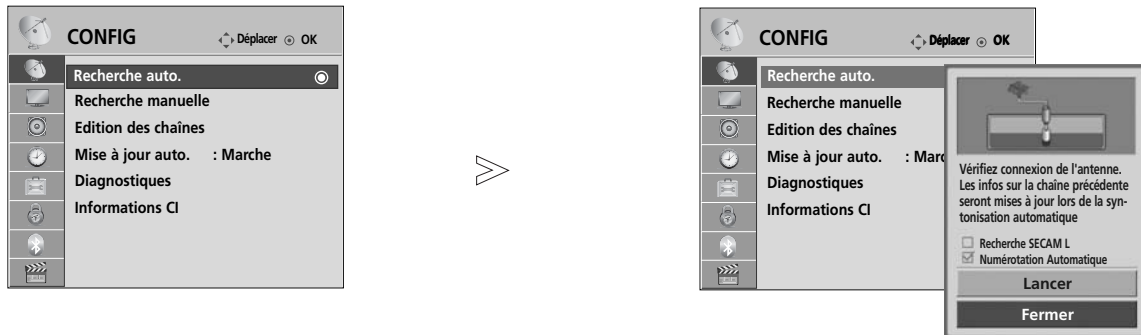 CONFIG
Déplacer
OK
Recherche auto.
Recherche manuelle
Edition des chaînes
Mise à jour auto. : Marche
Diagnostiques
Informations CI
CONFIG
Déplacer
OK
Recherche auto.
Recherche manuelle
Edition des chaînes
Mise à jour auto. : Marc
Diagnostiques
Informations CI
Vérifiez connexion de l'antenne.
Les infos sur la chaîne précédente
seront mises à jour lors de la syn-
tonisation automatique
Recherche SECAM L
Numérotation Automatique
Lancer
Fermer